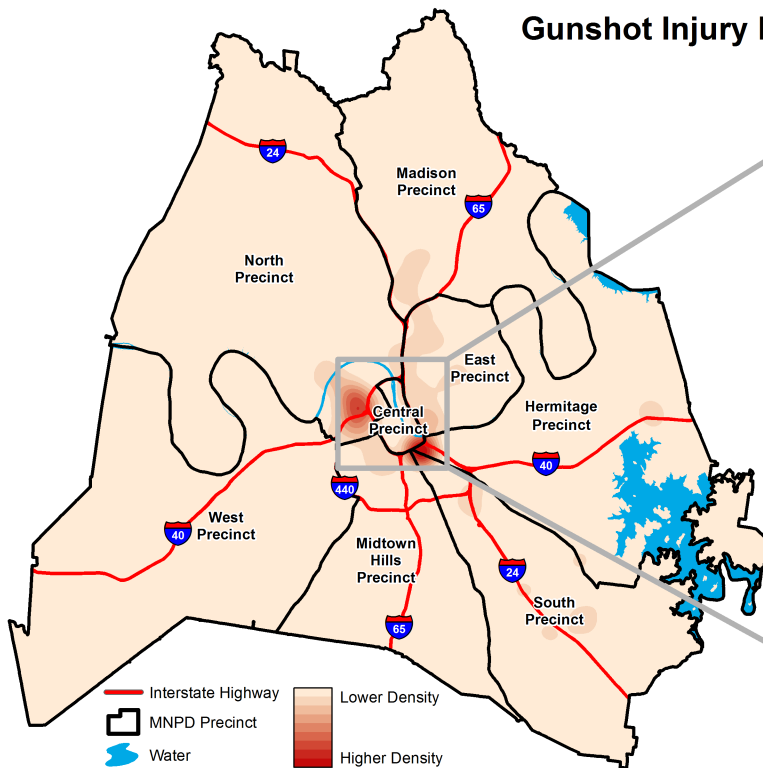 Gunshot Injury
24
Madison
Precinct
65
North
Precinct
East
Precinct
Hermitage
Precinct
Central
Precinct
40
440
West
Precinct
40
Midtown
Hills
Precinct
24
South
Precinct
65
Interstate Highway
MNPD Precinct
Water
Lower Density
Higher Density